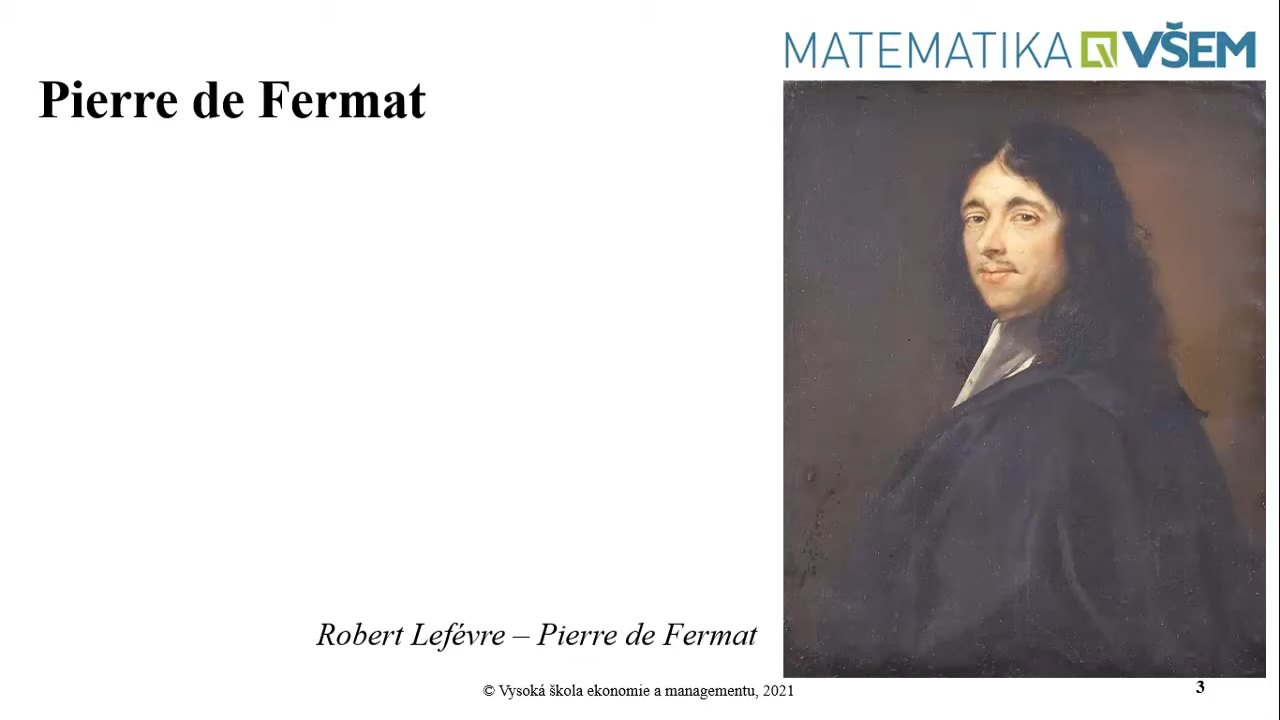 MATEMATIKA VŠEM
Pierre de Fermat
Robert Lefévre – Pierre de Fermat
© Vysoká škola ekonomie a managementu, 2021
3